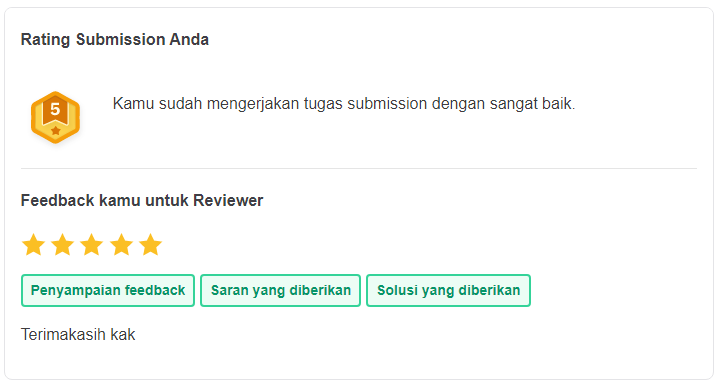 Rating Submission Anda
5
Kamu sudah mengerjakan tugas submission dengan sangat baik.
Feedback kamu untuk Reviewer
Penyampaian feedback
Saran yang diberikan
Solusi yang diberikan
Terimakasih kak